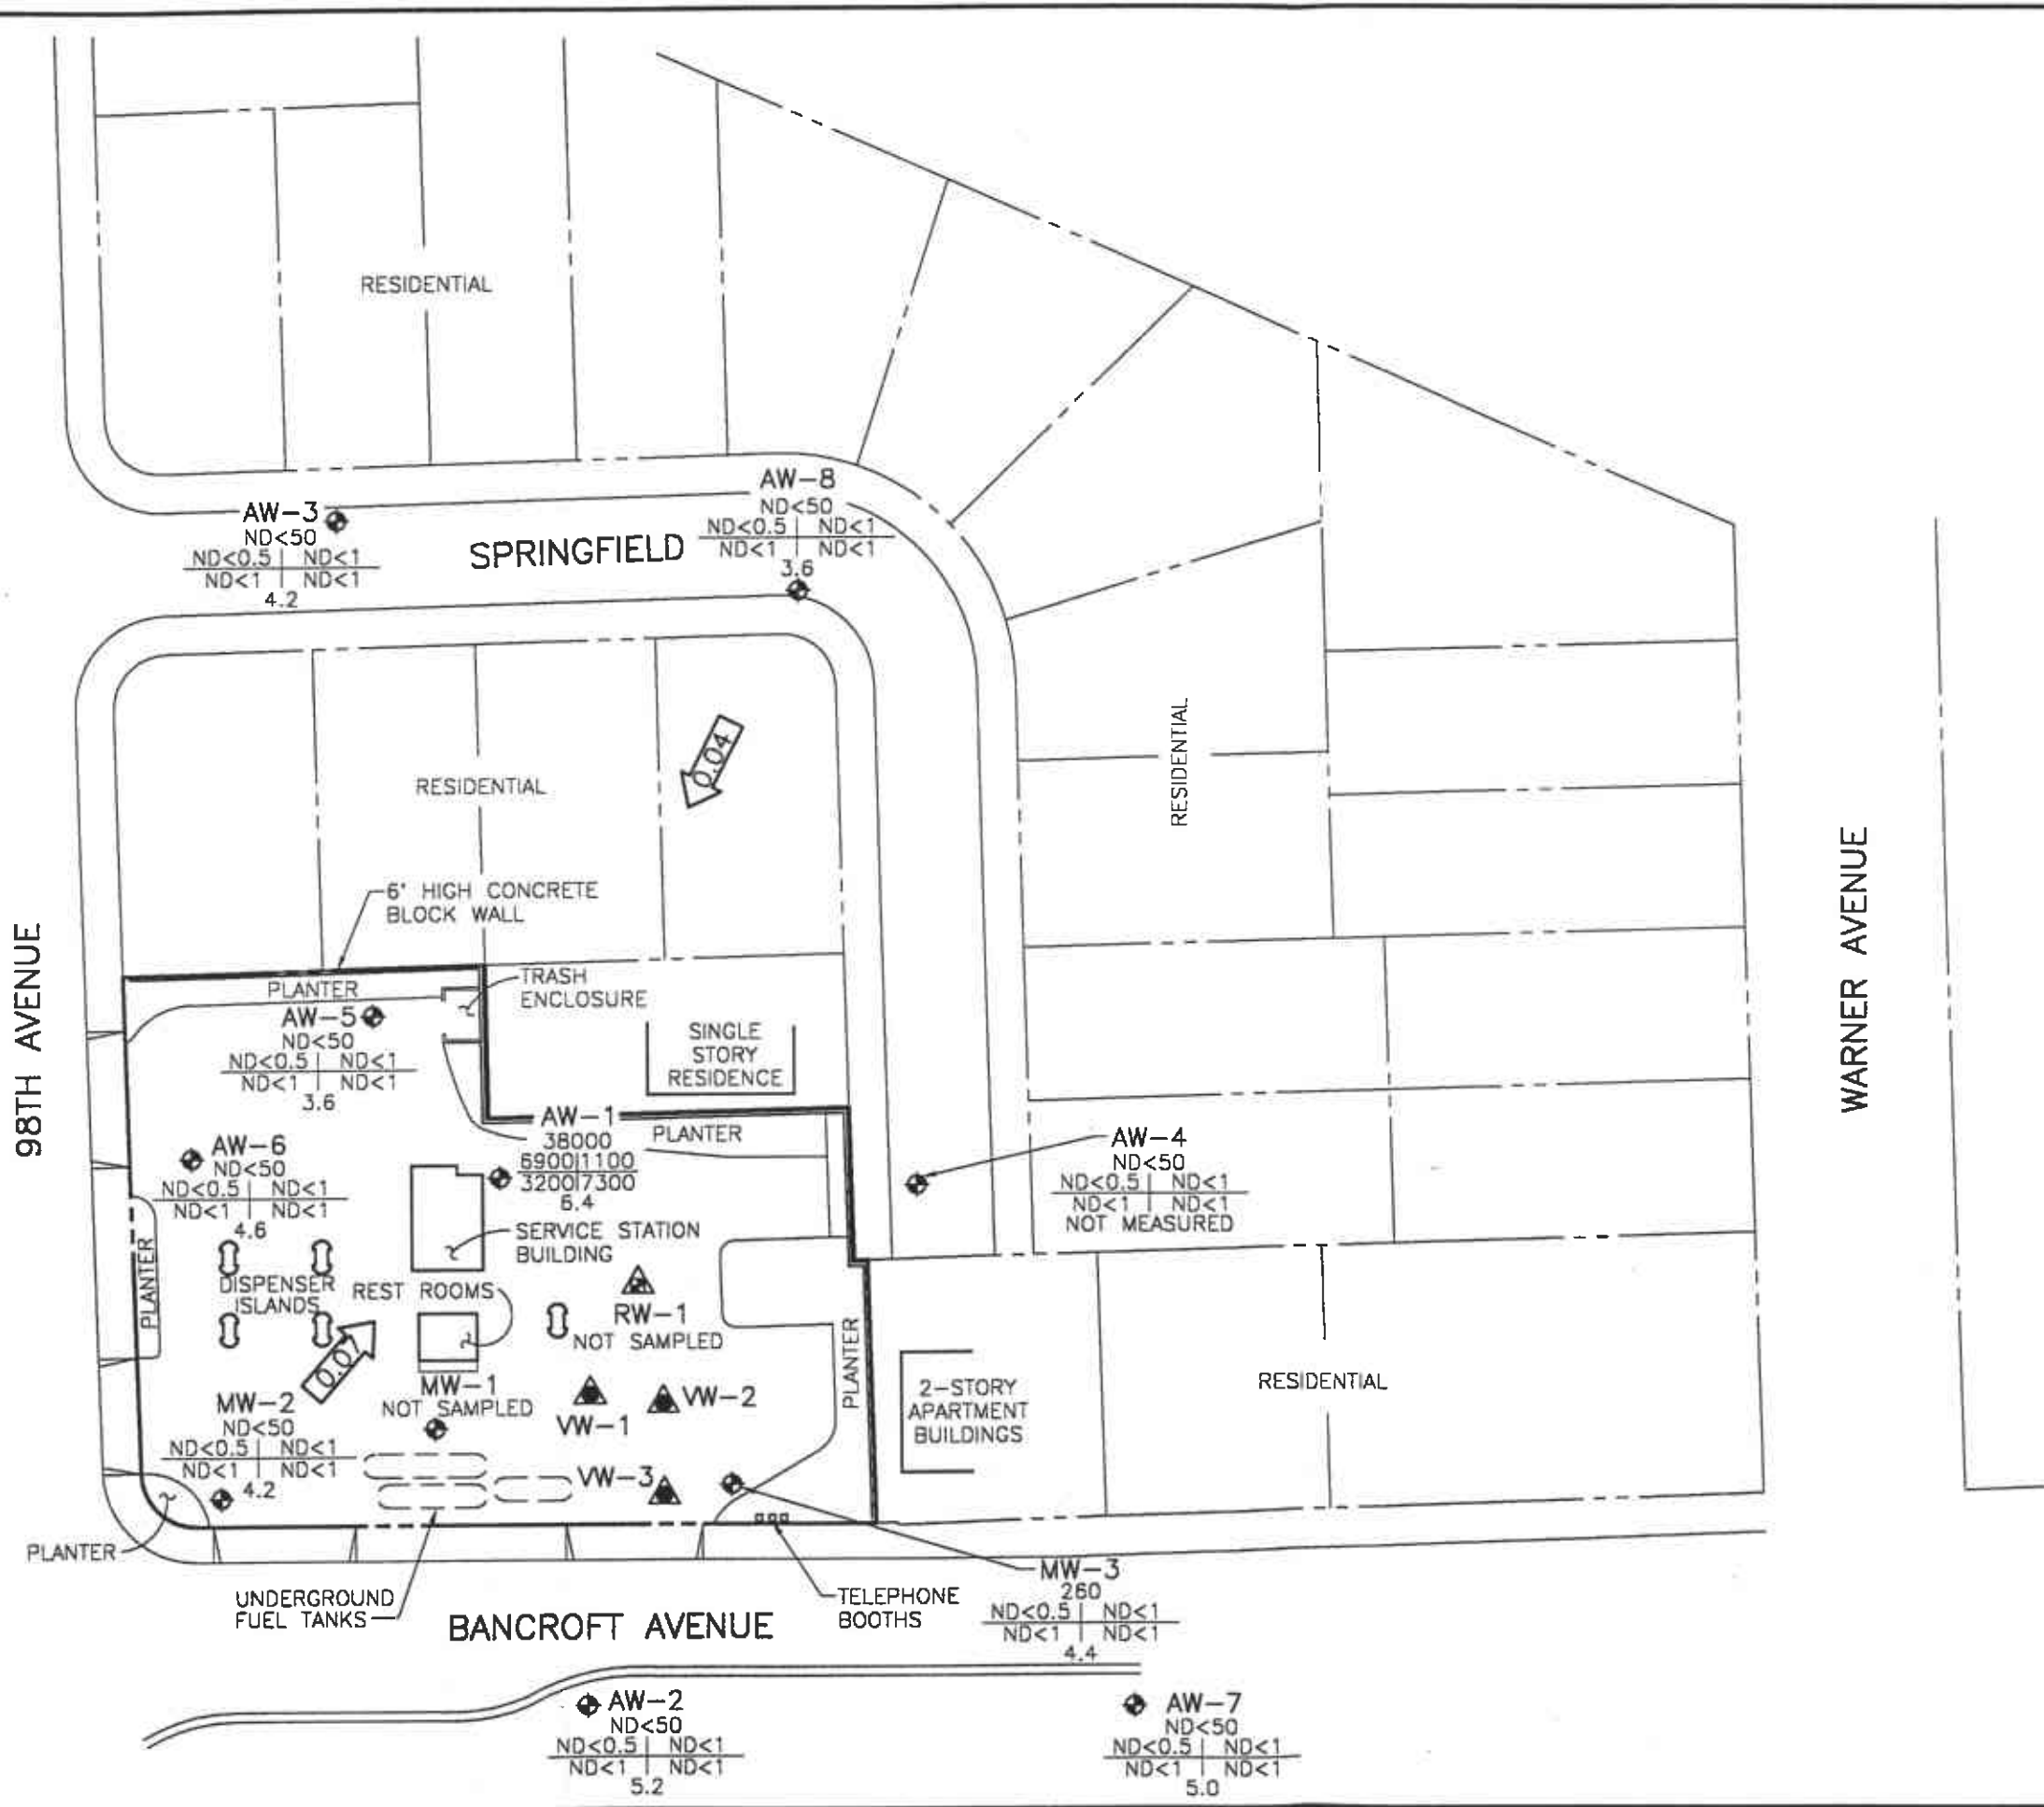 RESIDENTIAL
AW-8
ND<50
ND<0.5 | ND<1
ND<1 | ND<1
3.6
AW-3
ND<50
ND<0.5 | ND<1
ND<1 | ND<1
4.2
SPRINGFIELD
0.04
RESIDENTIAL
RESIDENTIAL
6' HIGH CONCRETE
BLOCK WALL
98TH AVENUE
WARNER AVENUE
PLANTER
TRASH
ENCLOSURE
AW-5
ND<50
ND<0.5 | ND<1
ND<1 | ND<1
3.6
SINGLE
STORY
RESIDENCE
AW-1
38000
6900|1100
3200|7300
6.4
PLANTER
AW-4
ND<50
ND<0.5 | ND<1
ND<1 | ND<1
NOT MEASURED
AW-6
ND<50
ND<0.5 | ND<1
ND<1 | ND<1
4.6
SERVICE STATION
BUILDING
PLANTER
DISPENSER
ISLANDS
REST ROOMS
RW-1
NOT SAMPLED
PLANTER
0.07
MW-1
NOT SAMPLED
VW-1
VW-2
2-STORY
APARTMENT
BUILDINGS
RESIDENTIAL
MW-2
ND<50
ND<0.5 | ND<1
ND<1 | ND<1
4.2
VW-3
PLANTER
UNDERGROUND
FUEL TANKS
BANCROFT AVENUE
TELEPHONE
BOOTHS
MW-3
260
ND<0.5 | ND<1
ND<1 | ND<1
4.4
AW-2
ND<50
ND<0.5 | ND<1
ND<1 | ND<1
5.2
AW-7
ND<50
ND<0.5 | ND<1
ND<1 | ND<1
5.0